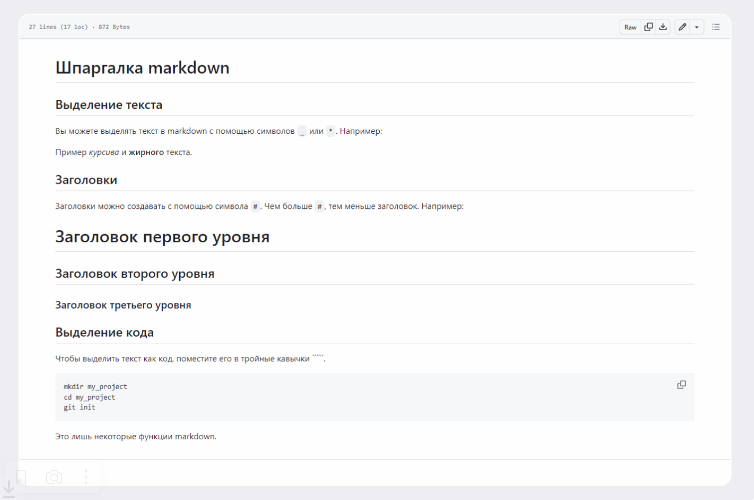 27 lines (17 loc) · 872 Bytes
Raw
Шпаргалка markdown
Выделение текста
Вы можете выделять текст в markdown с помощью символов _ или *. Например:
Пример курсива и жирного текста.
Заголовки
Заголовки можно создавать с помощью символа #. Чем больше #, тем меньше заголовок. Например:
Заголовок первого уровня
Заголовок второго уровня
Заголовок третьего уровня
Выделение кода
Чтобы выделить текст как код, поместите его в тройные кавычки `````.
mkdir my_project
cd my_project
git init
Это лишь некоторые функции markdown.